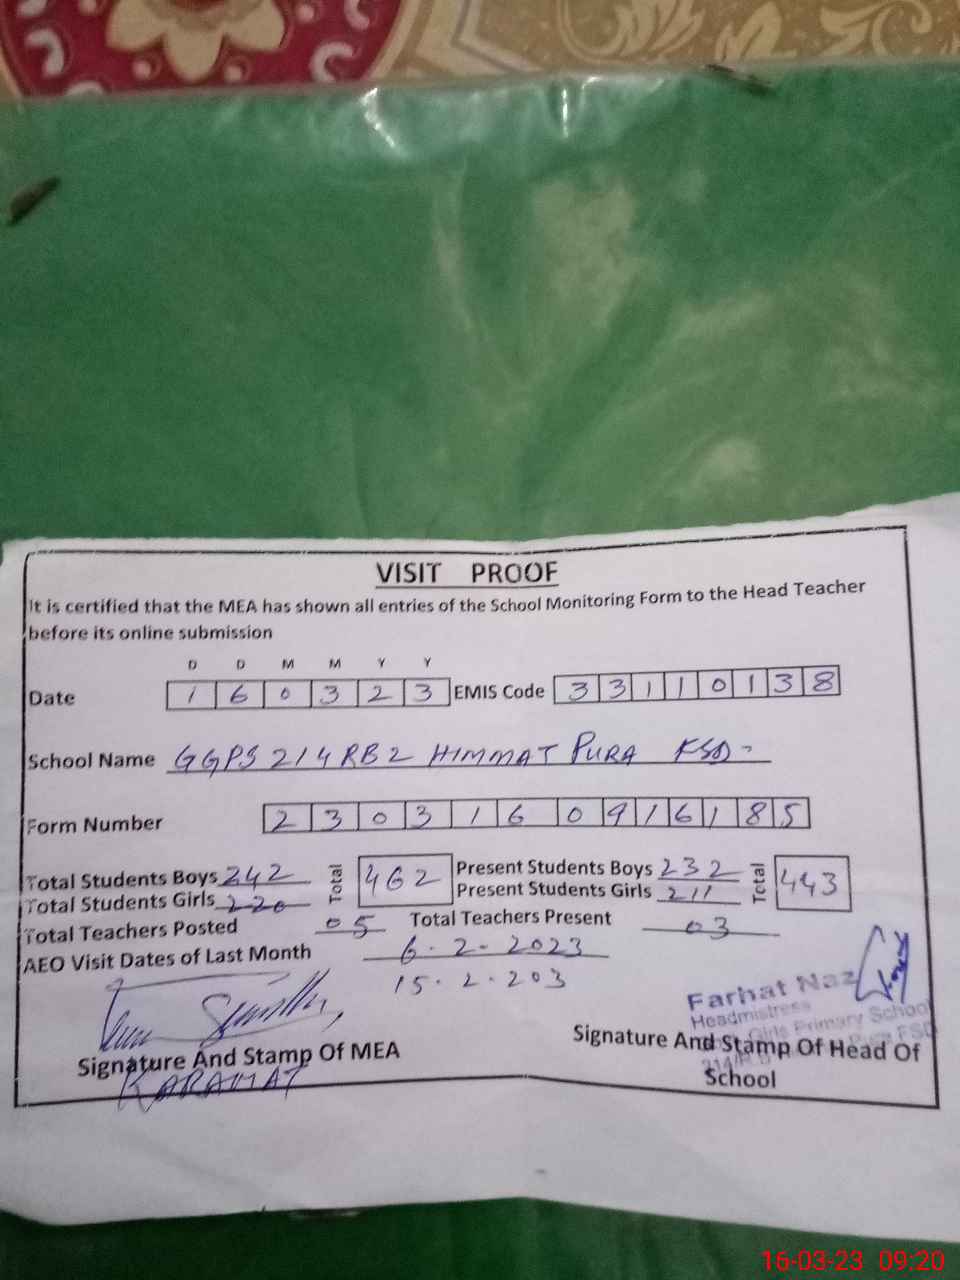 VISIT PROOF
It is certified that the MEA has shown all entries of the School Monitoring Form to the Head Teacher
before its online submission
D D M M Y Y
Date 1 6 0 3 2 3 EMIS Code 3 3 1 1 0 1 3 8
School Name GGPS 214 RB 2 HIMMAT PURA FSD-
Form Number 2 3 0 3 1 6 0 9 1 6 1 8 5
Total Students Boys 242 Total 462 Present Students Boys 232 Total 443
Total Students Girls 220 Present Students Girls 211
Total Teachers Posted 05 Total Teachers Present 03
AEO Visit Dates of Last Month 6.2-2023
15.2.203
Farhat Naz
Headmistress
Girls Primary School
FSD
Signature And Stamp Of MEA
KARAMAT
Signature And Stamp Of Head Of
School
16-03-23 09:20